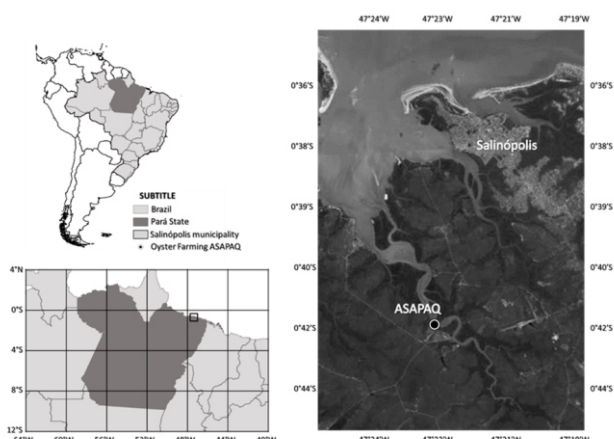 47°24'W 47°23'W 47°21'W 47°19'W
0°36'S 0°36'S
Salinópolis
0°38'S 0°38'S
SUBTITLE
Brazil
Pará State
Salinópolis municipality
Oyster Farming ASAPAQ
0°39'S 0°39'S
4°N
0°S
4°S
8°S
12°S
0°40'S 0°40'S
ASAPAQ
0°42'S 0°42'S
0°44'S 0°44'S